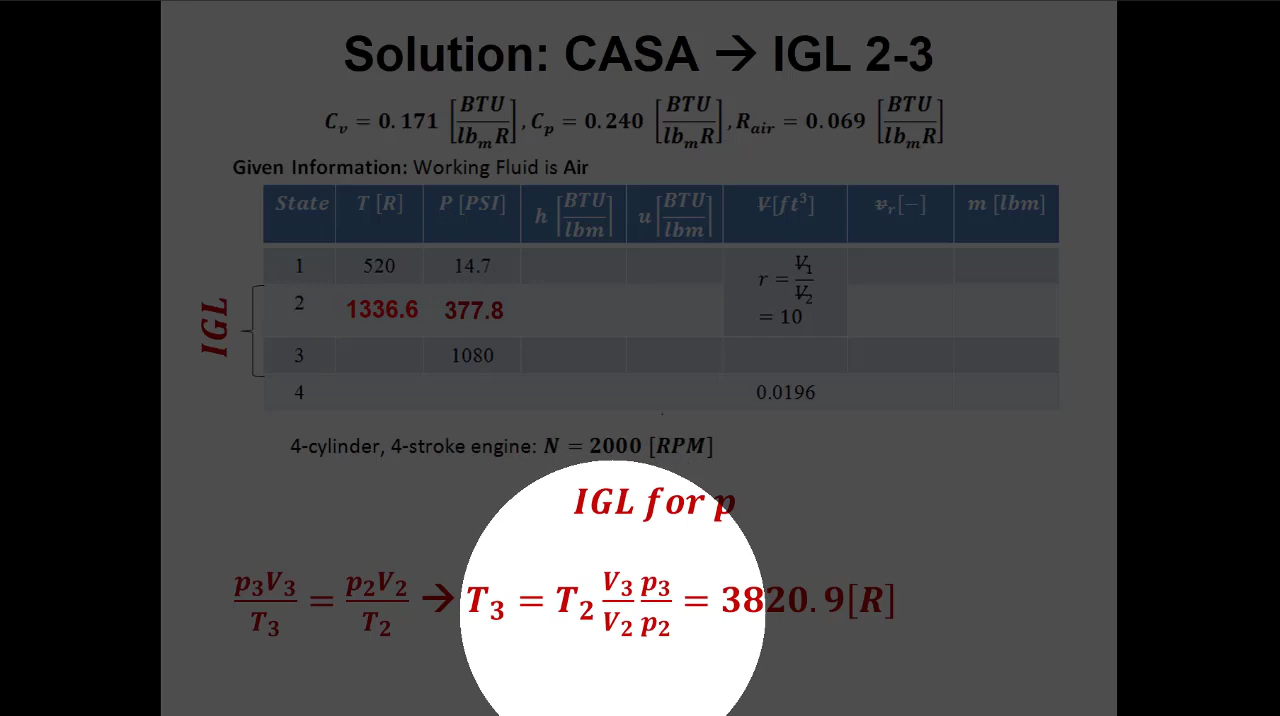 Solution: CASA → IGL 2-3
C_v = 0.171 [BTU/lb_m R], C_p = 0.240 [BTU/lb_m R], R_air = 0.069 [BTU/lb_m R]
Given Information: Working Fluid is Air
State T [R] P [PSI] h [BTU/lbm] u [BTU/lbm] V[ft³] v_r[−] m [lbm]
1 520 14.7 r = V₁/V₂ = 10
2 1336.6 377.8
3 1080
4 0.0196
IGL
4-cylinder, 4-stroke engine: N = 2000 [RPM]
IGL for p
p₃V₃/T₃ = p₂V₂/T₂ → T₃ = T₂ V₃/V₂ p₃/p₂ = 3820.9[R]